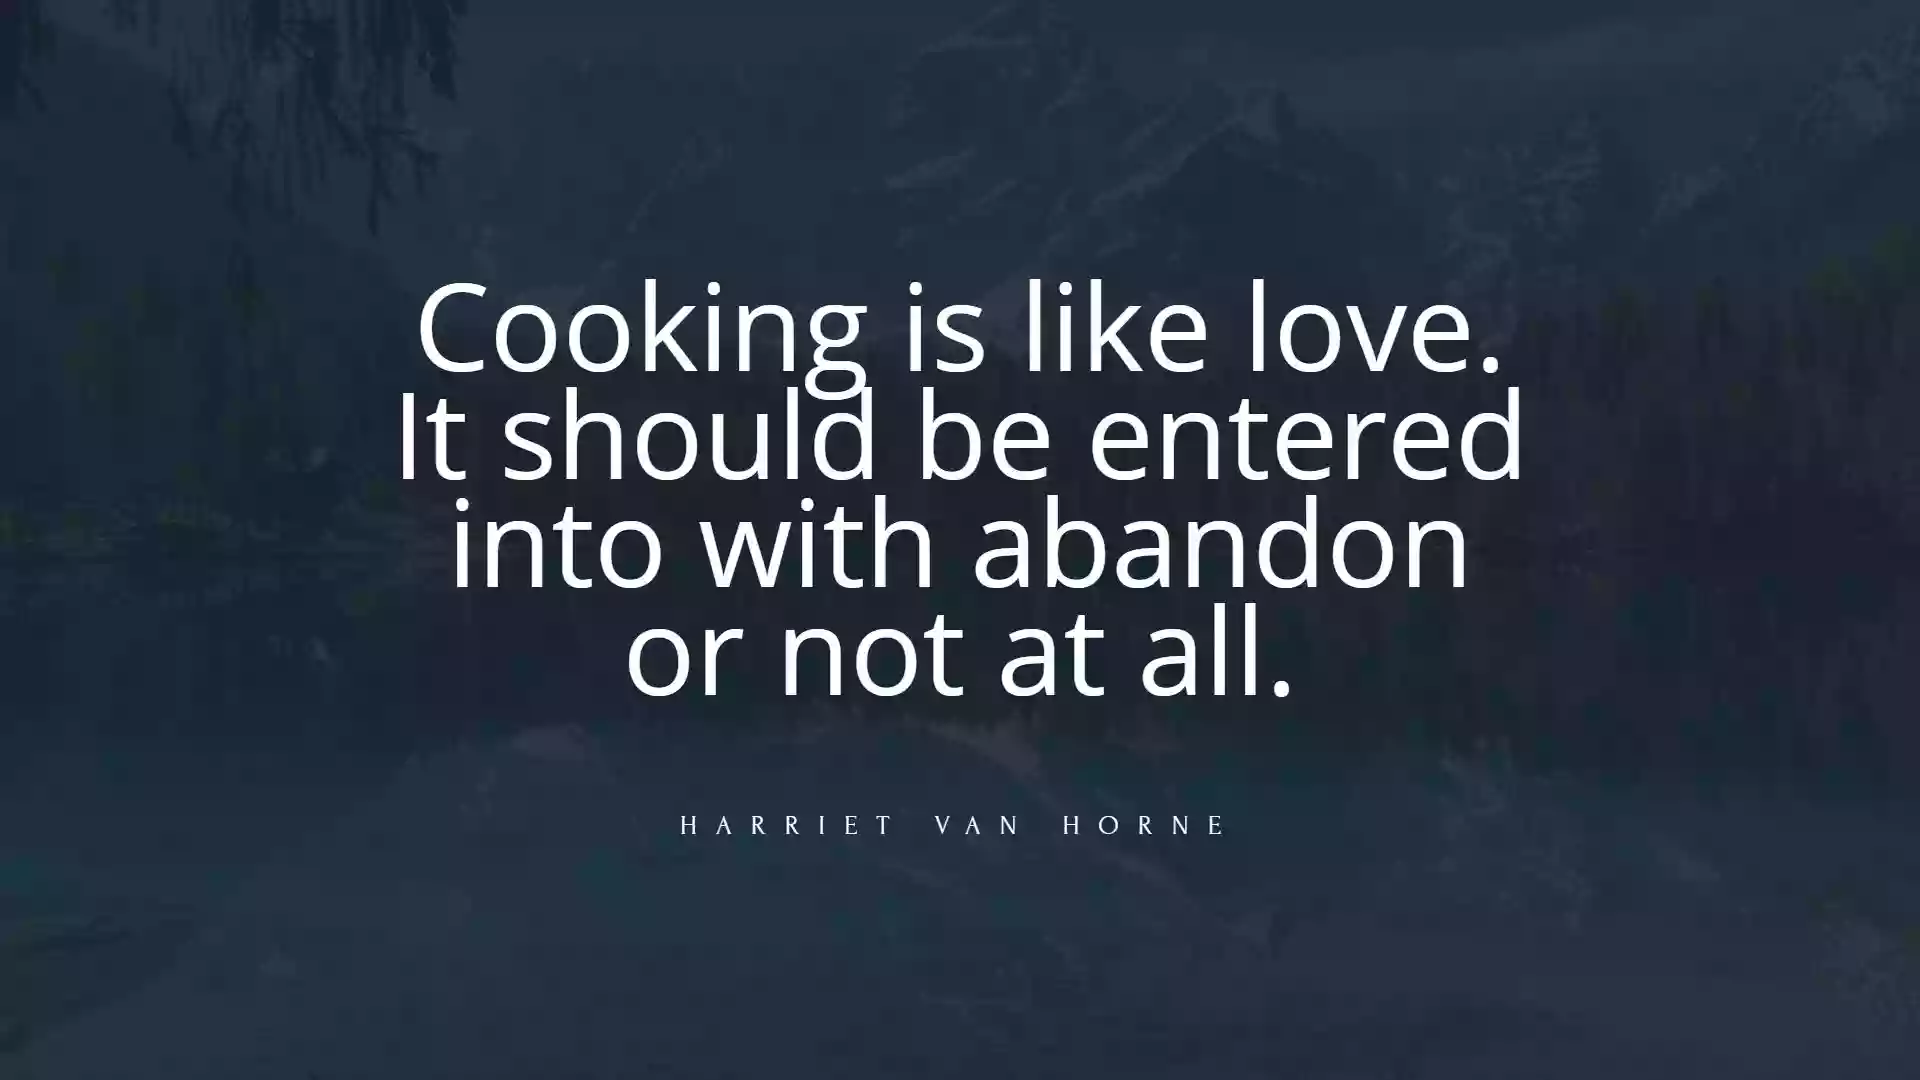 Cooking is like love.
It should be entered
into with abandon
or not at all.
HARRIET VAN HORNE